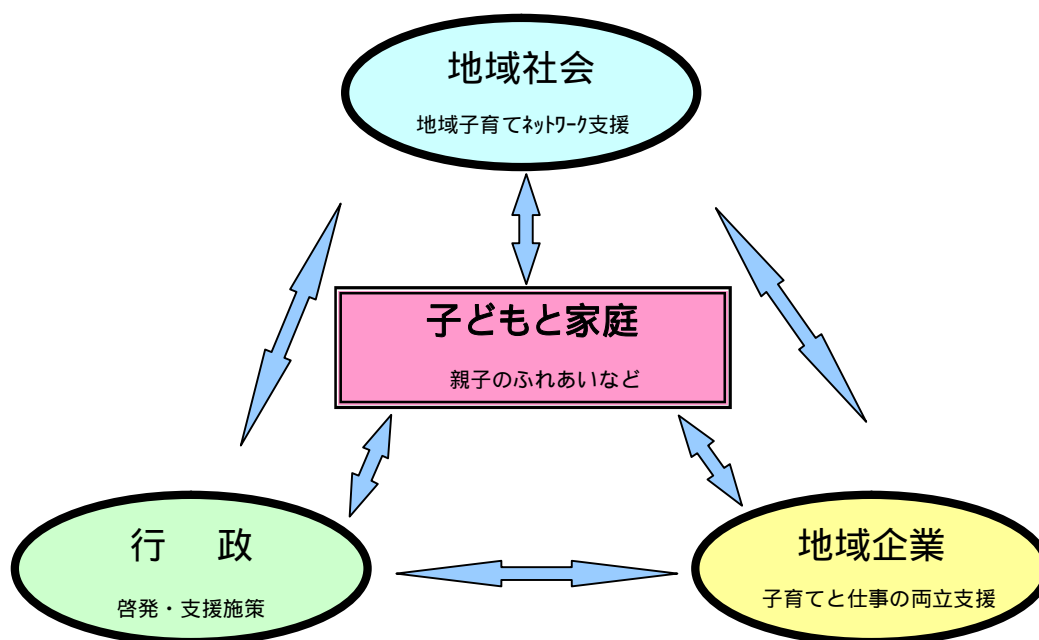 地域社会
地域子育てﾈｯﾄﾜｰｸ支援
子どもと家庭
親子のふれあいなど
行　政
啓発・支援施策
地域企業
子育てと仕事の両立支援